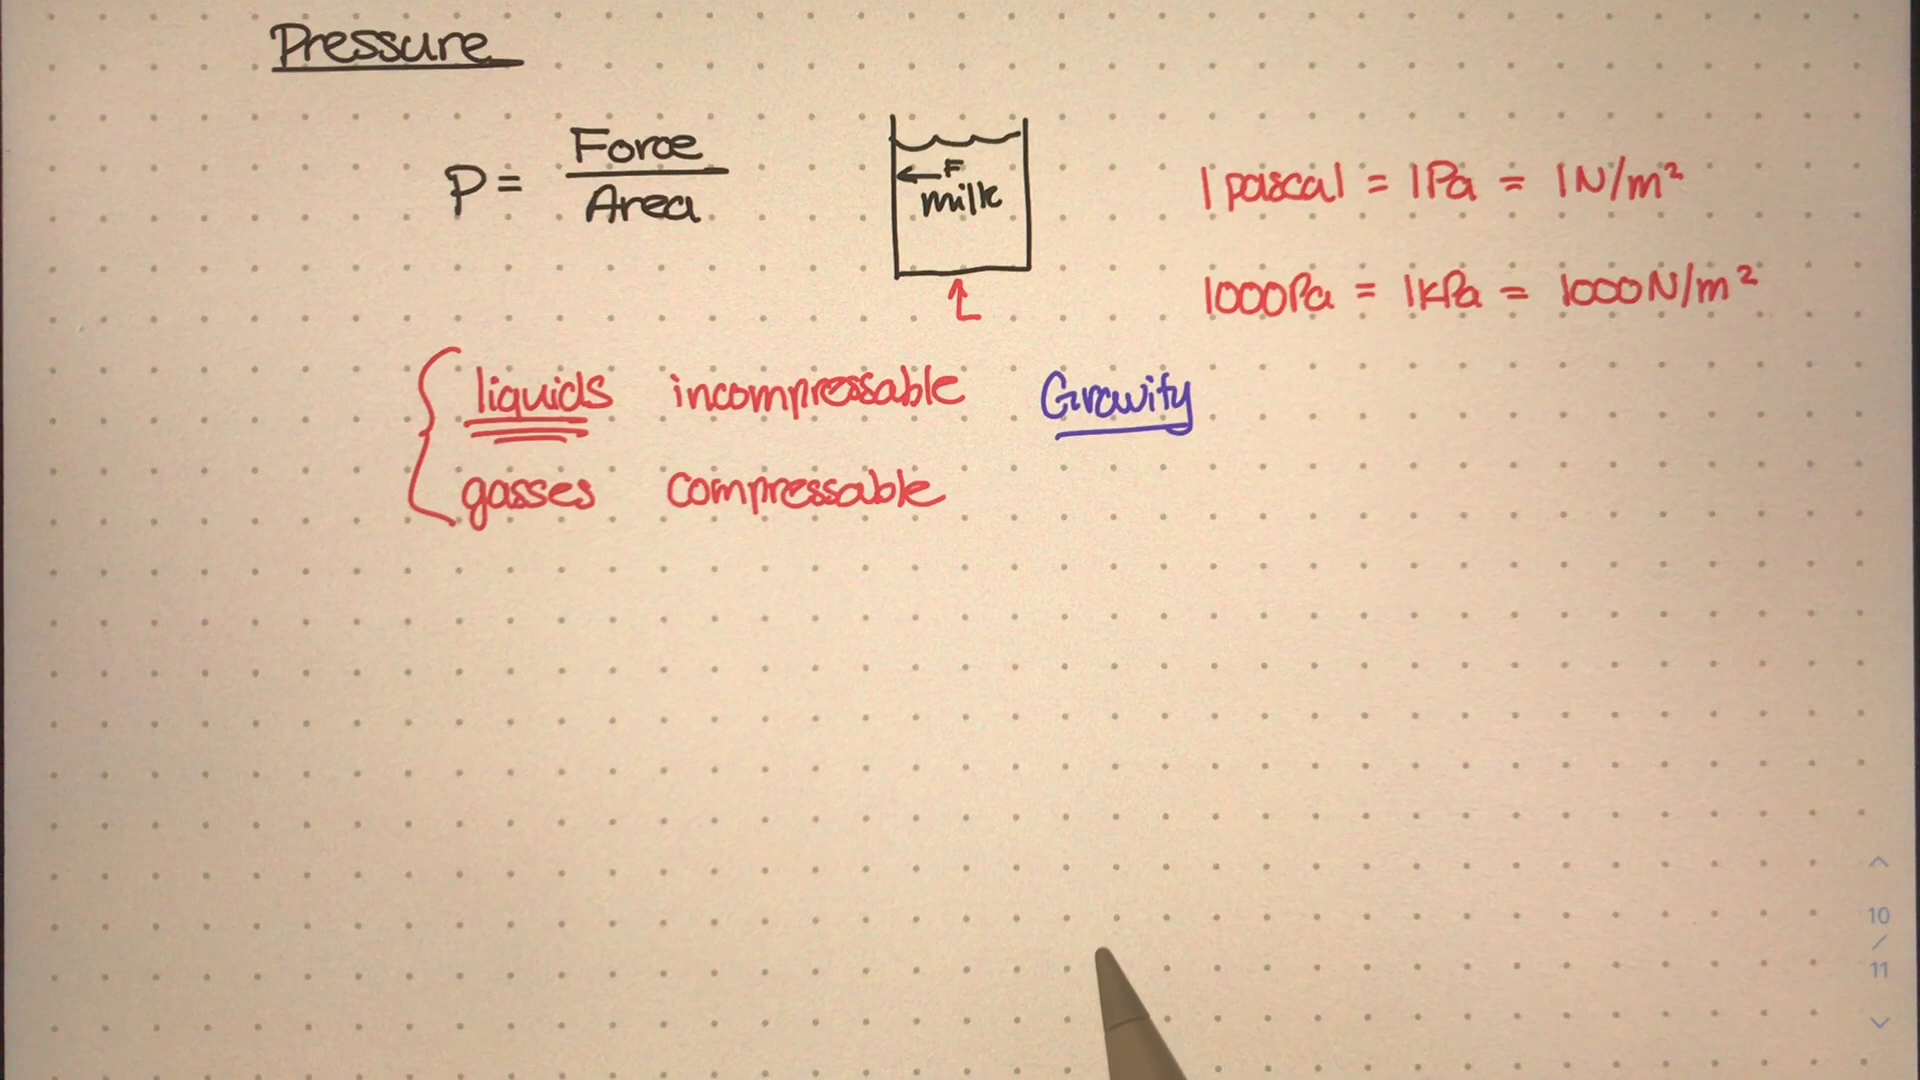 Pressure
P = Force / Area
F
milk
1 pascal = 1Pa = 1N/m²
1000Pa = 1kPa = 1000N/m²
liquids incompressable Gravity
gasses compressable
10
/
11